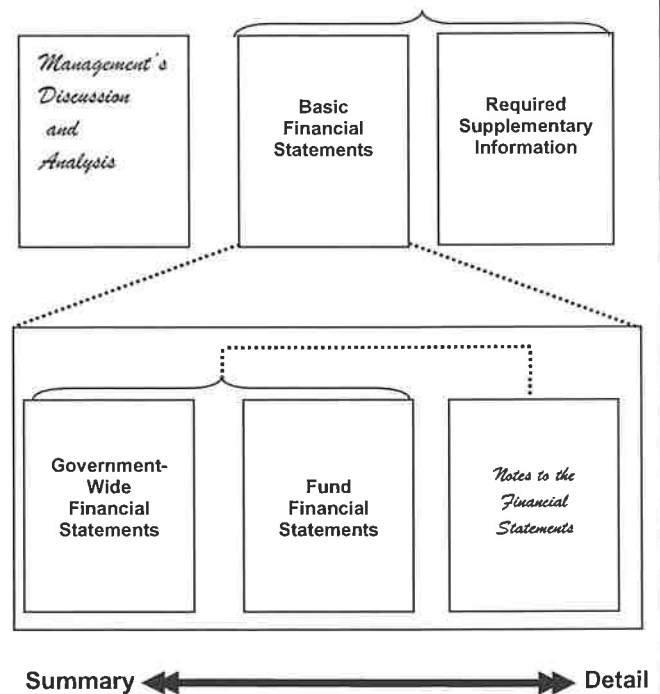 Management's
Discussion
and
Analysis
Basic
Financial
Statements
Required
Supplementary
Information
Government-
Wide
Financial
Statements
Fund
Financial
Statements
Notes to the
Financial
Statements
Summary
Detail